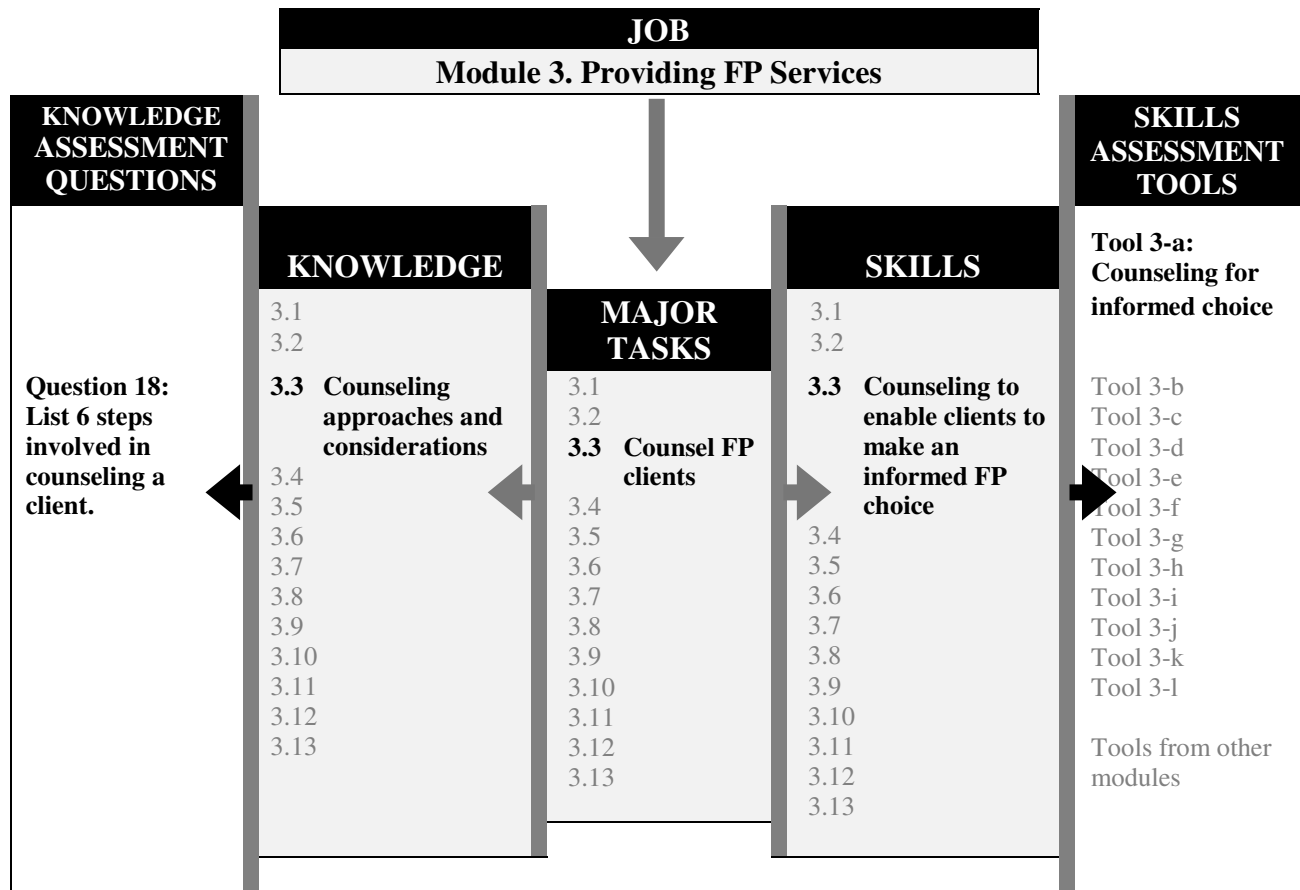 JOB
Module 3. Providing FP Services
KNOWLEDGE
ASSESSMENT
QUESTIONS
Question 18:
List 6 steps
involved in
counseling a
client.
KNOWLEDGE
3.1
3.2
3.3 Counseling
approaches and
considerations
3.4
3.5
3.6
3.7
3.8
3.9
3.10
3.11
3.12
3.13
MAJOR
TASKS
3.1
3.2
3.3 Counsel FP
clients
3.4
3.5
3.6
3.7
3.8
3.9
3.10
3.11
3.12
3.13
SKILLS
3.1
3.2
3.3 Counseling to
enable clients to
make an
informed FP
choice
3.4
3.5
3.6
3.7
3.8
3.9
3.10
3.11
3.12
3.13
SKILLS
ASSESSMENT
TOOLS
Tool 3-a:
Counseling for
informed choice
Tool 3-b
Tool 3-c
Tool 3-d
Tool 3-e
Tool 3-f
Tool 3-g
Tool 3-h
Tool 3-i
Tool 3-j
Tool 3-k
Tool 3-l
Tools from other
modules